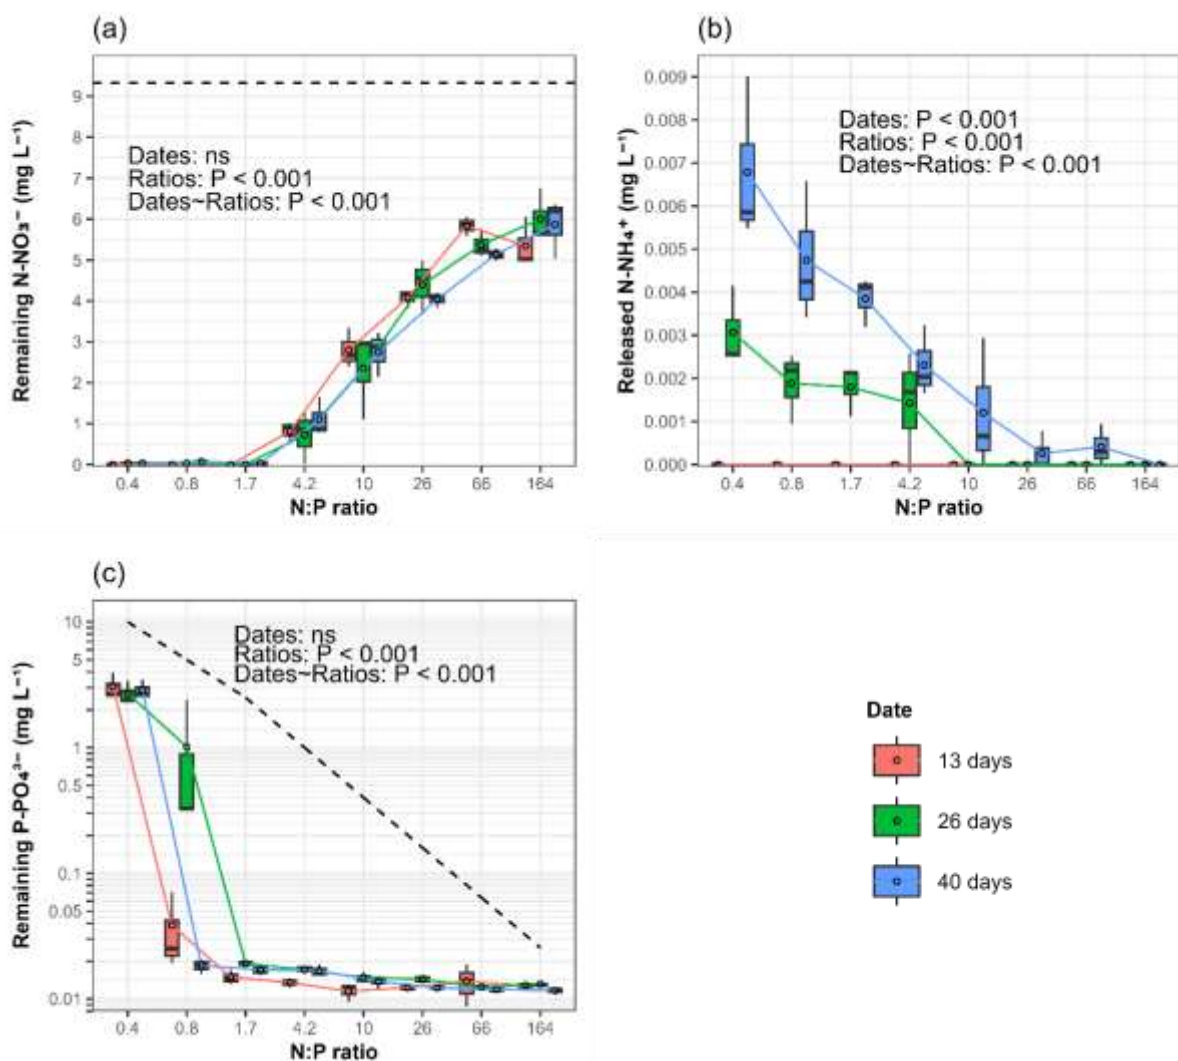 (a)
Remaining N-NO₃⁻ (mg L⁻¹)
9
8
7
6
5
4
3
2
1
0
Dates: ns
Ratios: P < 0.001
Dates~Ratios: P < 0.001
0.4 0.8 1.7 4.2 10 26 66 164
N:P ratio
(b)
Released N-NH₄⁺ (mg L⁻¹)
0.009
0.008
0.007
0.006
0.005
0.004
0.003
0.002
0.001
0.000
Dates: P < 0.001
Ratios: P < 0.001
Dates~Ratios: P < 0.001
0.4 0.8 1.7 4.2 10 26 66 164
N:P ratio
(c)
Remaining P-PO₄³⁻ (mg L⁻¹)
10
5
1
0.5
0.1
0.05
0.01
Dates: ns
Ratios: P < 0.001
Dates~Ratios: P < 0.001
0.4 0.8 1.7 4.2 10 26 66 164
N:P ratio
Date
13 days
26 days
40 days